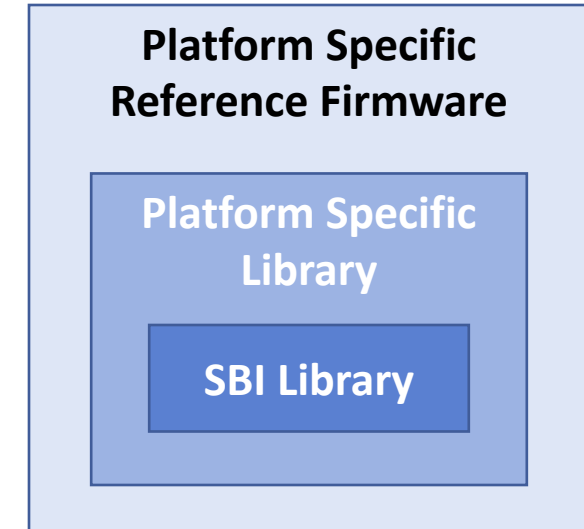 Platform Specific
Reference Firmware
Platform Specific
Library
SBI Library